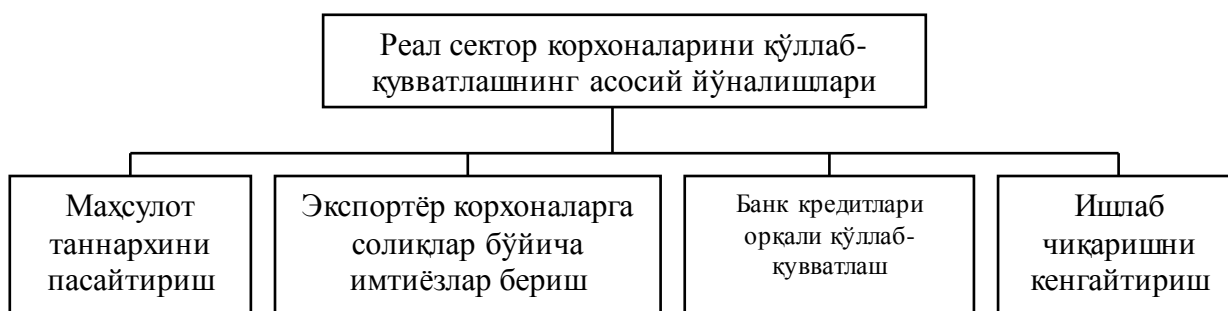 Реал сектор корхоналарини қўллаб-
қувватлашнинг асосий йўналишлари
Маҳсулот
таннархини
пасайтириш
Экспортёр корхоналарга
солиқлар бўйича
имтиёзлар бериш
Банк кредитлари
орқали қўллаб-
қувватлаш
Ишлаб
чиқаришни
кенгайтириш